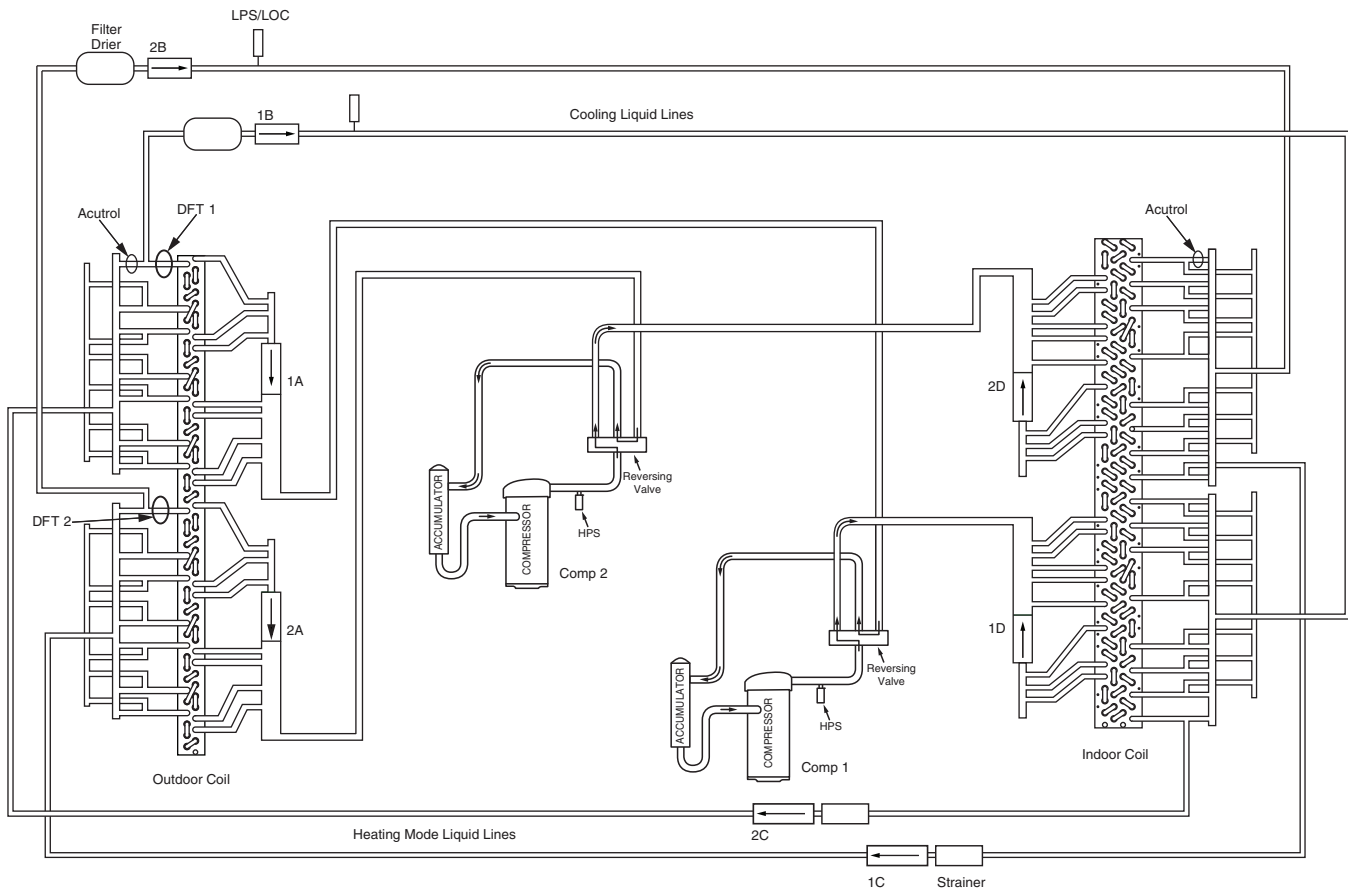 LPS/LOC
Filter
Drier
2B
1B
Cooling Liquid Lines
Acutrol
DFT 1
Acutrol
1A
2D
Reversing
Valve
ACCUMULATOR
COMPRESSOR
HPS
DFT 2
Comp 2
2A
1D
Reversing
Valve
ACCUMULATOR
COMPRESSOR
HPS
Outdoor Coil
Comp 1
Indoor Coil
Heating Mode Liquid Lines
2C
1C
Strainer